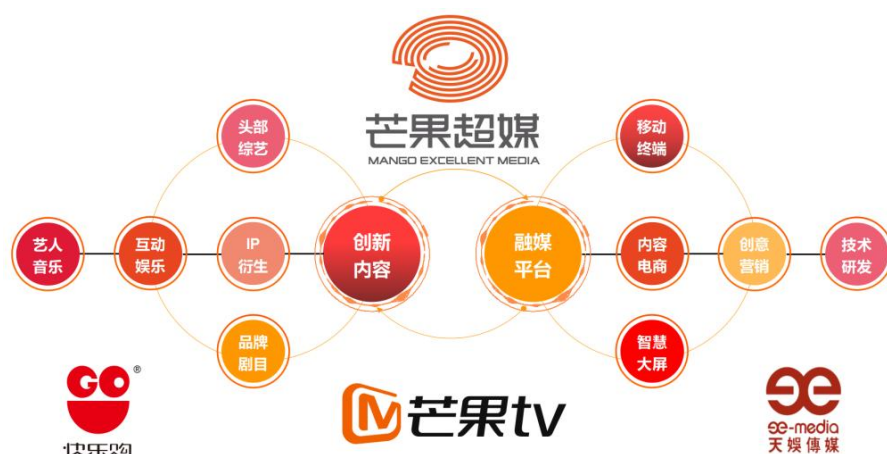 芒果超媒
MANGO EXCELLENT MEDIA
头部
综艺
移动
终端
艺人
音乐
互动
娱乐
IP
衍生
创新
内容
融媒
平台
内容
电商
创意
营销
技术
研发
品牌
剧目
智慧
大屏
GO®
快乐购
芒果tv
ee-media
天娱傳媒